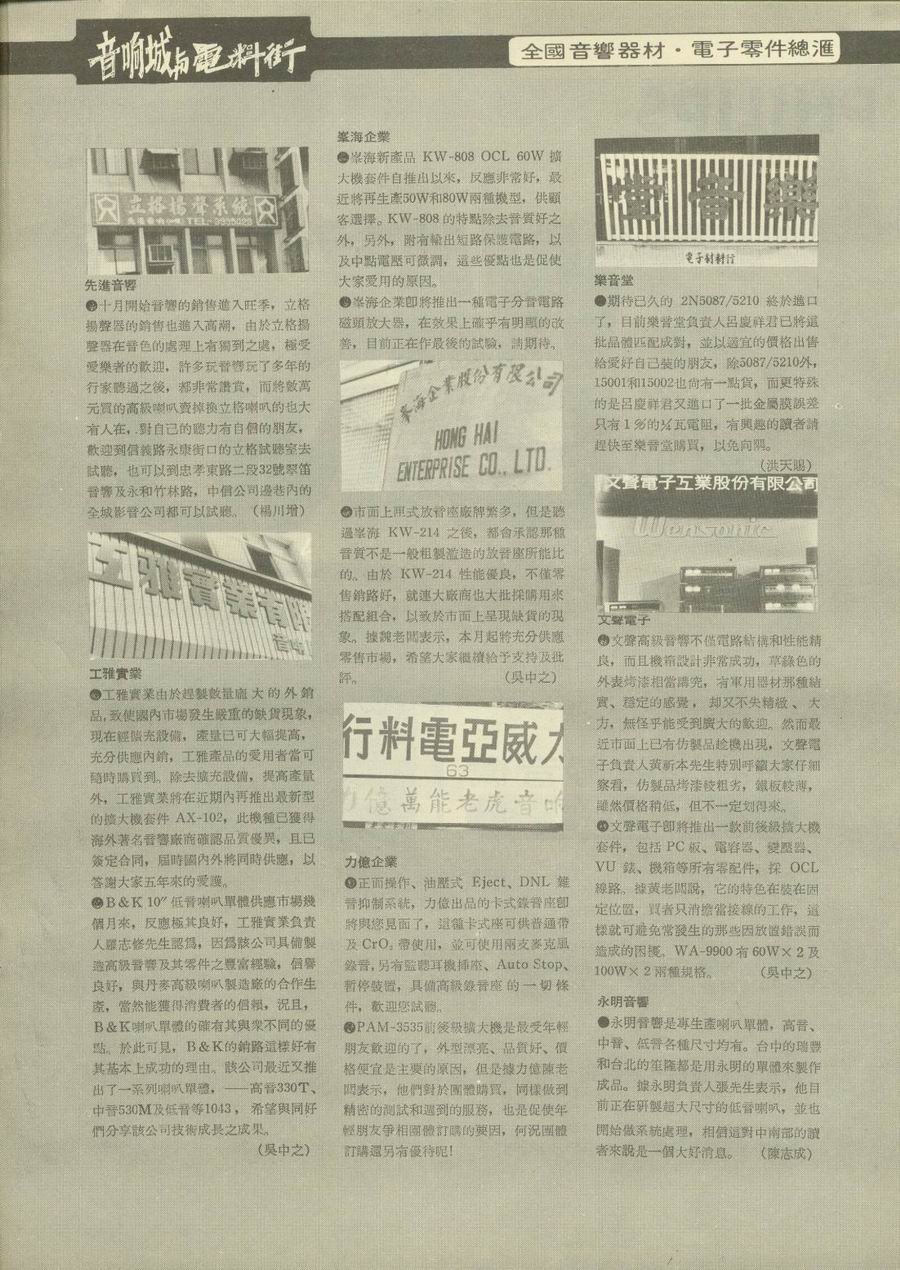 音响城与電料街
全國音響器材・電子零件總滙
立格揚聲系統
先進音響
十月開始音響的銷售進入旺季，立格
揚聲器的銷售也進入高潮，由於立格揚
聲器在音色的處理上有獨到之處，極受
愛樂者的歡迎，許多玩音響玩了多年的
行家聽過之後，都非常讚賞，而將數萬
元買的高級喇叭賣掉換立格喇叭的也大
有人在，對自己的聽力有自信的朋友，
歡迎到信義路永康街口的立格試聽室去
試聽，也可以到忠孝東路二段32號翠笛
音響及永和竹林路，中信公司邊巷內的
全城影音公司都可以試聽。（楊川增）
工雅實業有限
音響
工雅實業
工雅實業由於趕製數量龐大的外銷
品，致使國內市場發生嚴重的缺貨現象，
現在經擴充設備，產量已可大幅提高，
充分供應內銷，工雅產品的愛用者當可
隨時購買到。除去擴充設備，提高產量
外，工雅實業將在近期內再推出最新型
的擴大機套件 AX-102，此機種已獲得
海外著名音響廠商確認品質優異，且已
簽定合同，屆時國內外將同時供應，以
答謝大家五年來的愛護。
B＆K 10″低音喇叭單體供應市場幾
個月來，反應極其良好，工雅實業負責
人羅志修先生認爲，因爲該公司具備製
造高級音響及其零件之豐富經驗，信譽
良好，與丹麥高級喇叭製造廠的合作生
產，當然能獲得消費者的信賴，況且，
B＆K喇叭單體的確有其與衆不同的優
點。於此可見，B＆K的銷路這樣好有
其基本上成功的理由。該公司最近又推
出了一系列喇叭單體，——高音330T、
中音530M及低音等1043，希望與同好
們分享該公司技術成長之成果。
（吳中之）
峯海企業
峯海新產品 KW-808 OCL 60W 擴
大機套件自推出以來，反應非常好，最
近將再生產50W和80W兩種機型，供顧
客選擇。KW-808 的特點除去音質好之
外，另外，附有輸出短路保護電路，以
及中點電壓可微調，這些優點也是促使
大家愛用的原因。
峯海企業即將推出一種電子分音電路
磁頭放大器，在效果上確乎有明顯的改
善，目前正在作最後的試驗，請期待。
峯海企業股份有限公司
HONG HAI
ENTERPRISE CO., LTD.
市面上匣式放音座廠牌繁多，但是聽
過峯海 KW-214 之後，都會承認那種
音質不是一般粗製濫造的放音座所能比
的。由於 KW-214 性能優良，不僅零
售銷路好，就連大廠商也大批採購用來
搭配組合，以致於市面上呈現缺貨的現
象。據魏老闆表示，本月起將充分供應
零售市場，希望大家繼續給予支持及批
評。（吳中之）
行料電亞威大
63
力億萬能老虎音响
力億企業
正面操作、油壓式 Eject、DNL 雜
音抑制系統，力億出品的卡式錄音座卽
將與您見面了，這種卡式座可供普通帶
及 CrO₂ 帶使用，並可使用兩支麥克風
錄音，另有監聽耳機插座、Auto Stop、
暫停裝置，具備高級錄音座的一切條
件，歡迎您試聽。
PAM-3535前後級擴大機是最受年輕
朋友歡迎的了，外型漂亮、品質好、價
格便宜是主要的原因，但是據力億陳老
闆表示，他們對於團體購買，同樣做到
精密的測試和週到的服務，也是促使年
輕朋友爭相團體訂購的要因，何況團體
訂購還另有優待呢！
堂音樂
電子器材行
樂音堂
●期待已久的 2N5087/5210 終於進口
了，目前樂音堂負責人呂慶祥君已將這
批品體匹配成對，並以適宜的價格出售
給愛好自己裝的朋友，除5087/5210外，
15001和15002也尚有一點貨，而更特殊
的是呂慶祥君又進口了一批金屬膜誤差
只有1％的¼瓦電阻，有興趣的讀者請
趕快至樂音堂購買，以免向隅。
（洪天賜）
文聲電子工業股份有限公司
Wensonic
文聲電子
文聲高級音響不僅電路結構和性能精
良，而且機箱設計非常成功，草綠色的
外表烤漆相當講究，有軍用器材那種結
實、穩定的感覺，却又不失精緻、大
方，無怪乎能受到廣大的歡迎。然而最
近市面上已有仿製品趁機出現，文聲電
子負責人黃新本先生特別呼籲大家仔細
察看，仿製品烤漆較粗劣，鐵板較薄，
雖然價格稍低，但不一定划得來。
文聲電子卽將推出一款前後級擴大機
套件，包括 PC 板、電容器、變壓器、
VU 錶、機箱等所有零配件，採 OCL
線路。據黃老闆說，它的特色在裝在固
定位置，買者只消擔當接線的工作，這
樣就可避免常發生的那些因放置錯誤而
造成的困擾。WA-9900 有 60W×2 及
100W×2 兩種規格。（吳中之）
永明音響
●永明音響是專生產喇叭單體，高音、
中音、低音各種尺寸均有。台中的瑞豐
和台北的笙隆都是用永明的單體來製作
成品。據永明負責人張先生表示，他目
前正在研製超大尺寸的低音喇叭，並也
開始做系統處理，相信這對中南部的讀
者來說是一個大好消息。（陳志成）